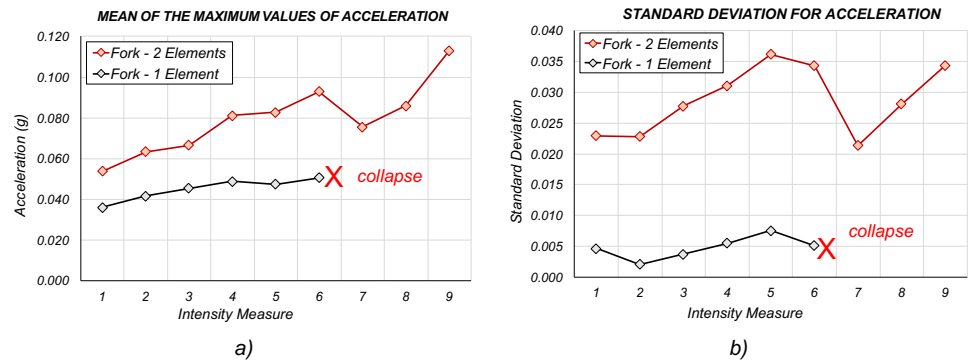 MEAN OF THE MAXIMUM VALUES OF ACCELERATION
0.120
0.100
0.080
0.060
0.040
0.020
0.000
Acceleration (g)
Fork - 2 Elements
Fork - 1 Element
X collapse
1 2 3 4 5 6 7 8 9
Intensity Measure
a)
STANDARD DEVIATION FOR ACCELERATION
0.040
0.035
0.030
0.025
0.020
0.015
0.010
0.005
0.000
Standard Deviation
Fork - 2 Elements
Fork - 1 Element
collapse
X
1 2 3 4 5 6 7 8 9
Intensity Measure
b)